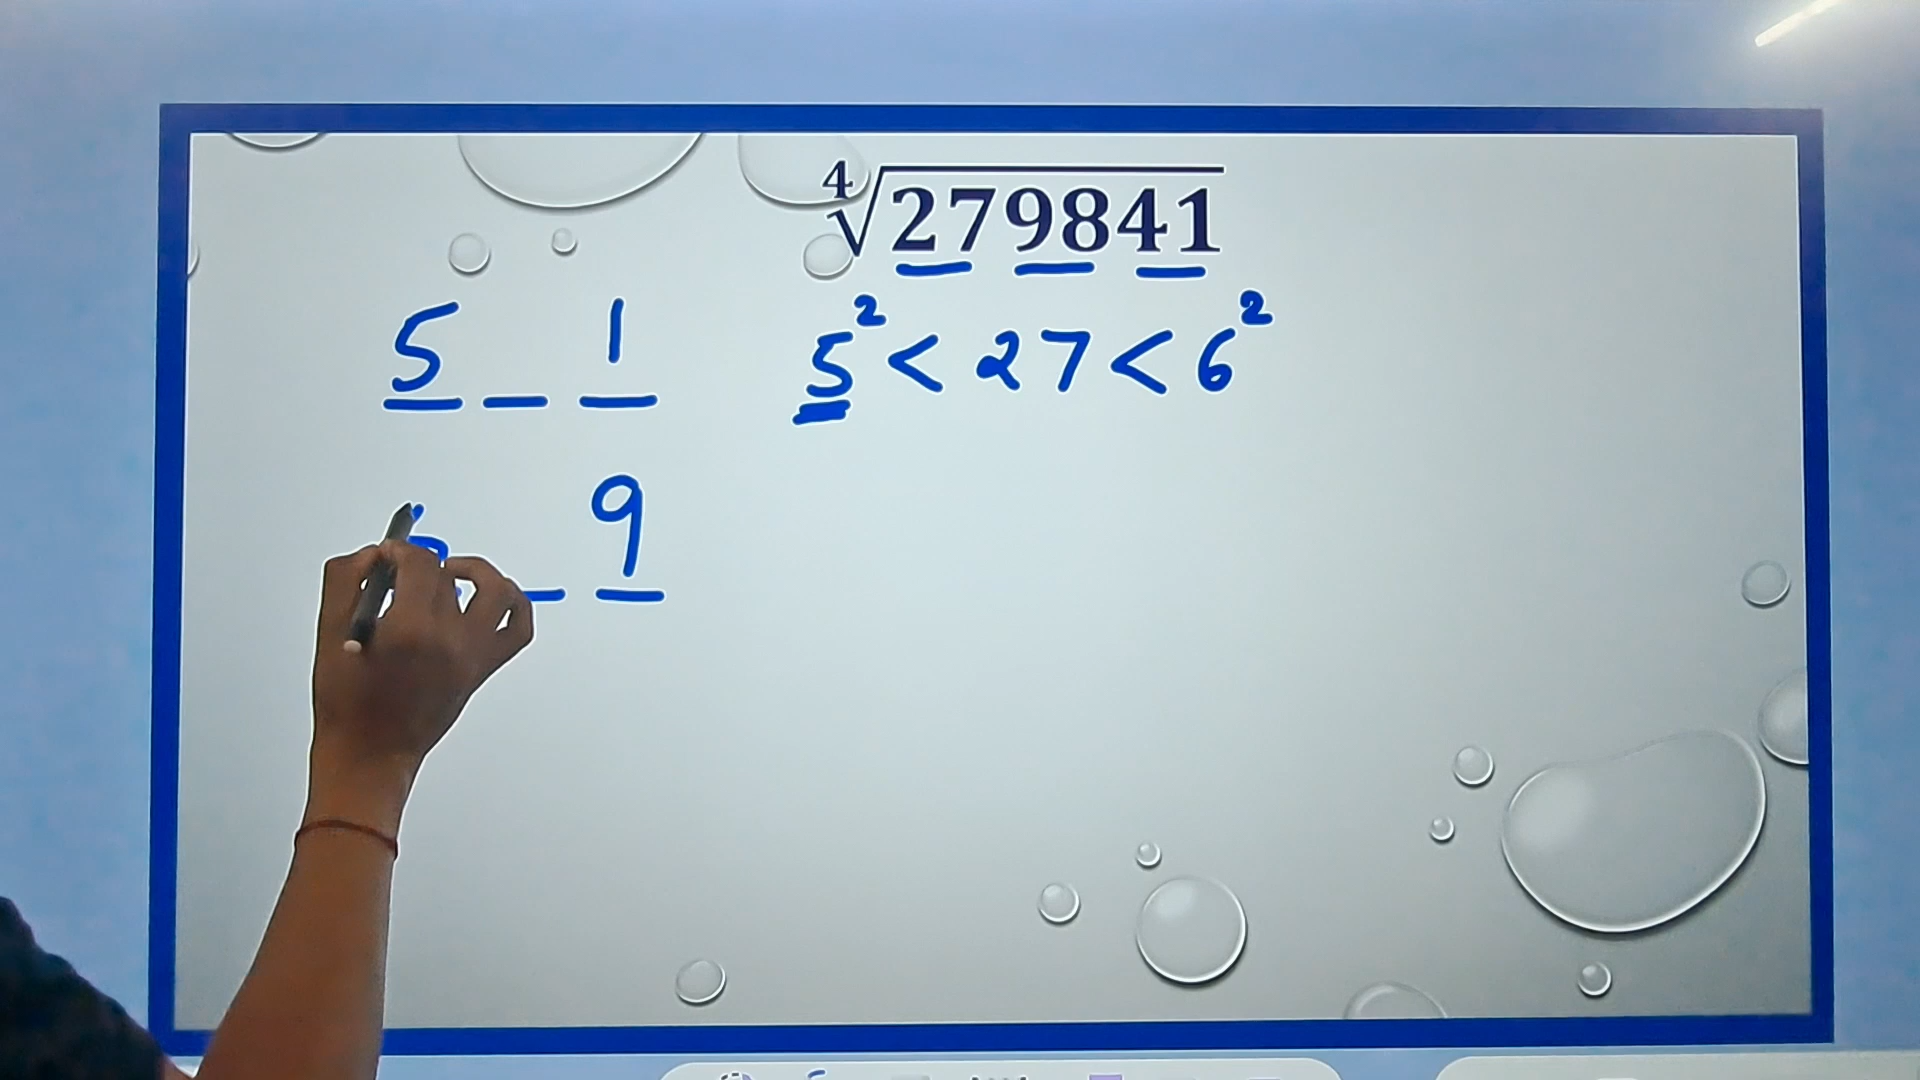 4√279841
5 _ 1
5² < 27 < 6²
_ 9